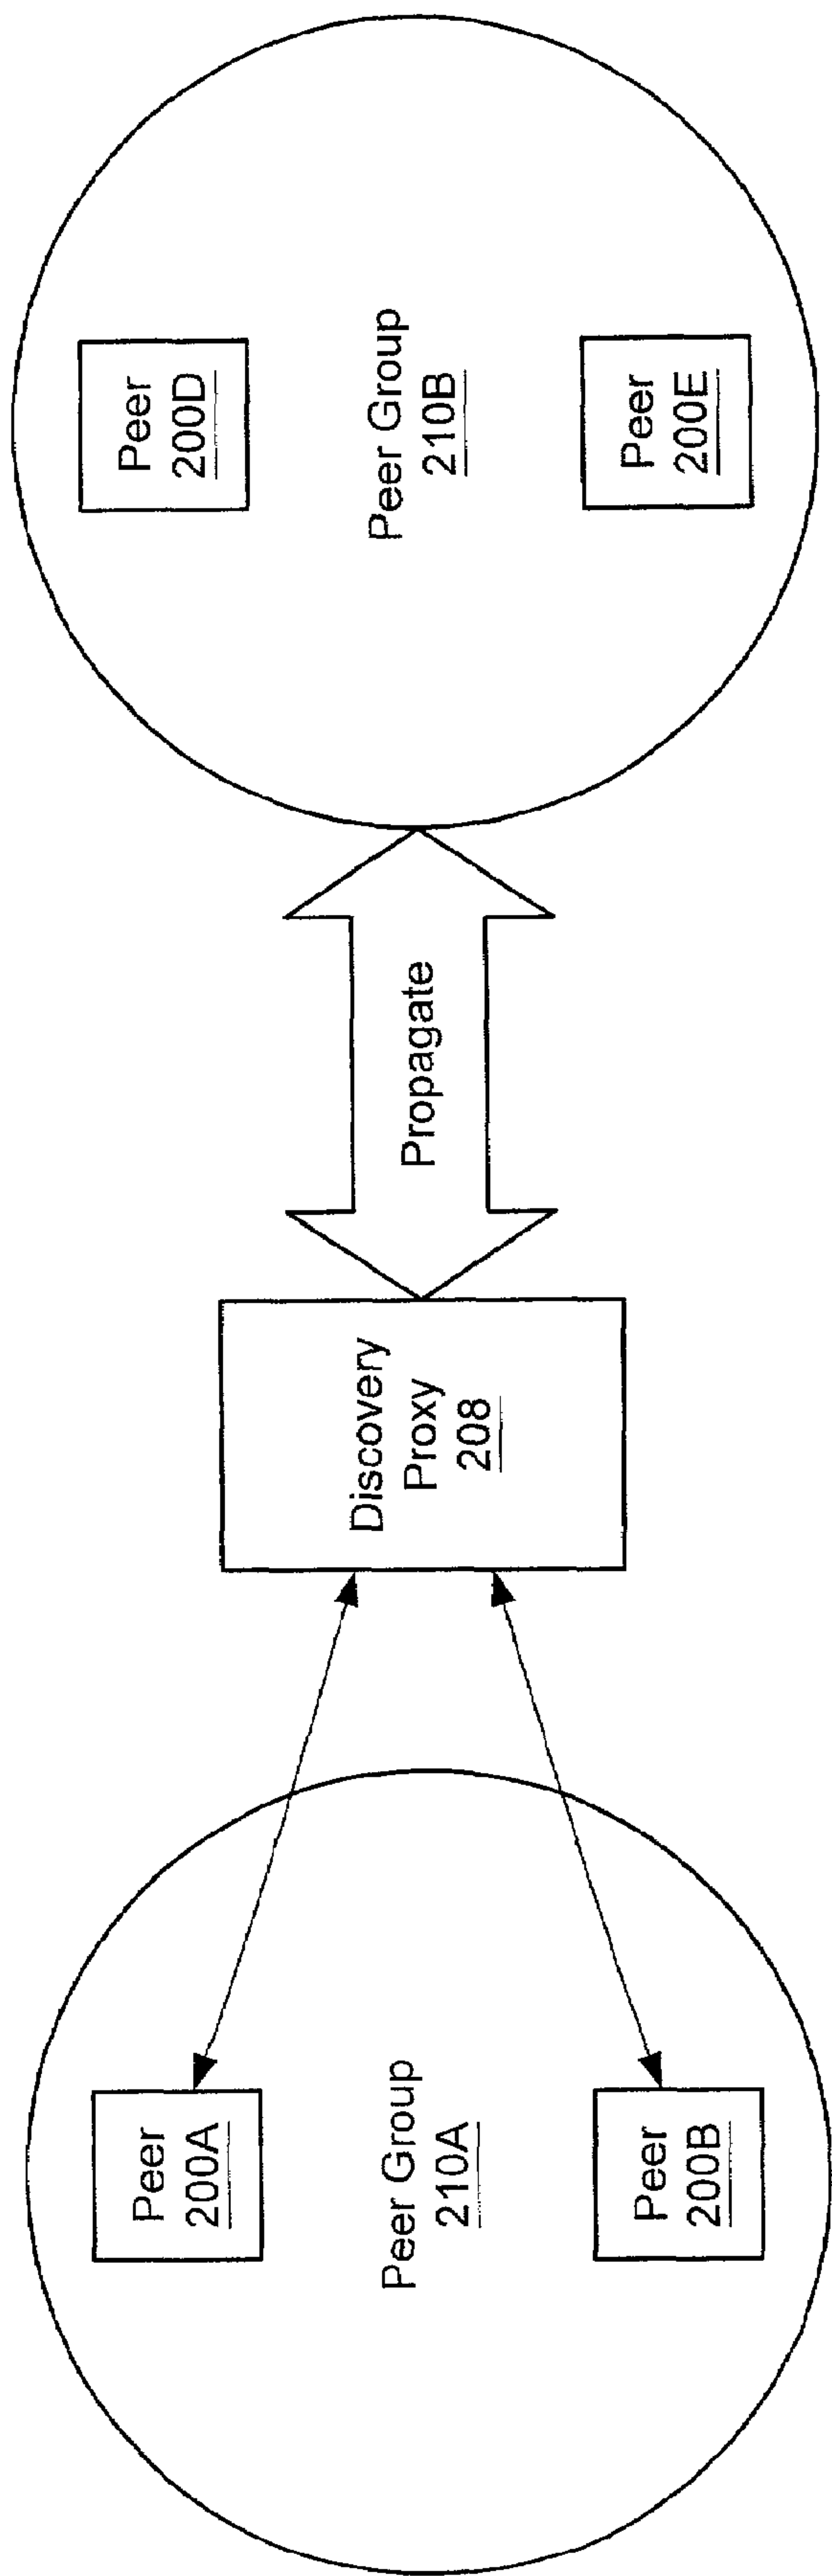 Peer
200A
Peer Group
210A
Peer
200B
Discovery
Proxy
208
Propagate
Peer
200D
Peer Group
210B
Peer
200E